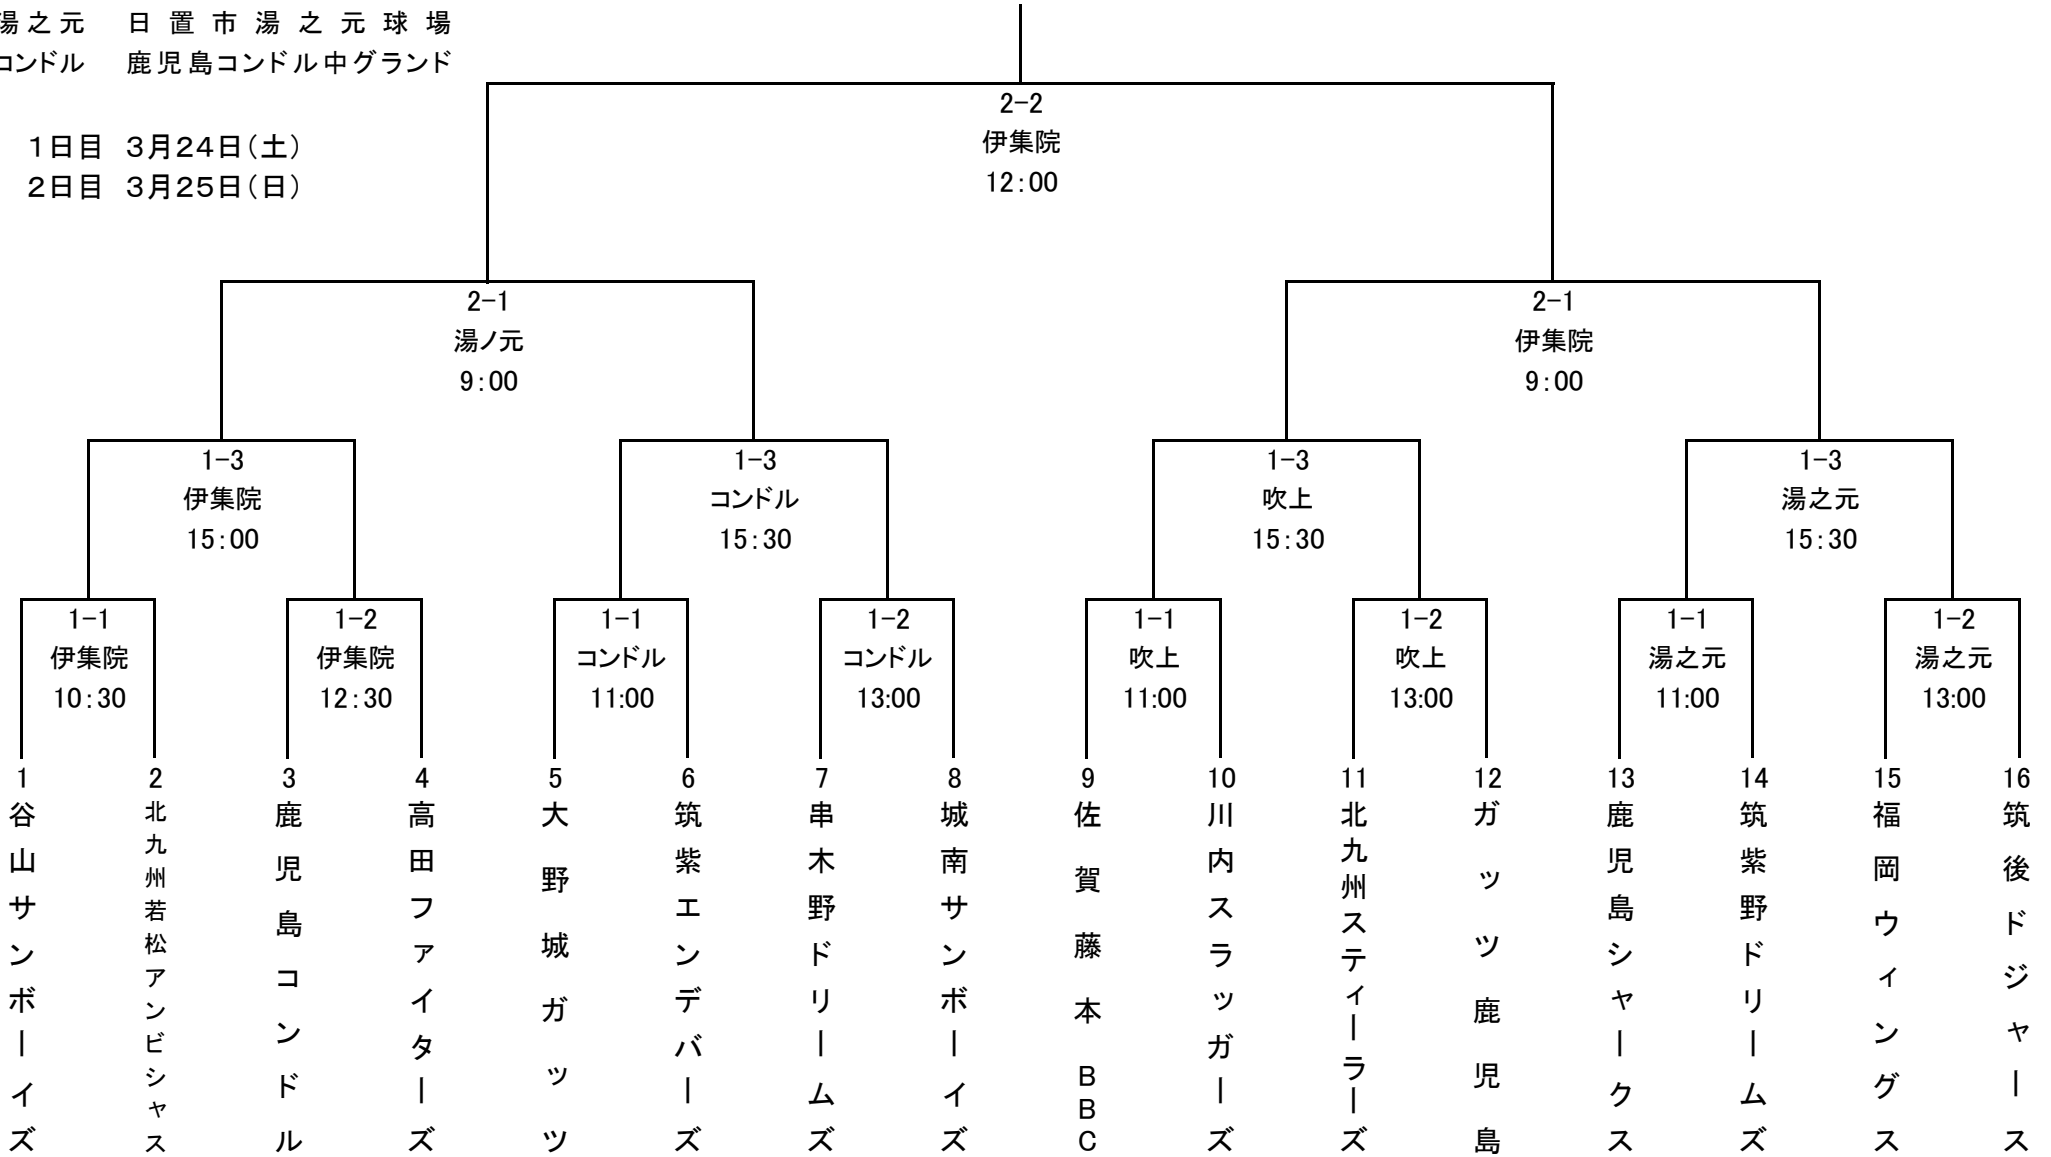 湯之元 日置市湯之元球場
コンドル 鹿児島コンドル中グランド
1日目 3月24日(土)
2日目 3月25日(日)
2-2
伊集院
12:00
2-1
湯ノ元
9:00
2-1
伊集院
9:00
1-3
伊集院
15:00
1-3
コンドル
15:30
1-3
吹上
15:30
1-3
湯之元
15:30
1-1
伊集院
10:30
1-2
伊集院
12:30
1-1
コンドル
11:00
1-2
コンドル
13:00
1-1
吹上
11:00
1-2
吹上
13:00
1-1
湯之元
11:00
1-2
湯之元
13:00
1
谷山サンボーイズ
2
北九州若松アンビシャス
3
鹿児島コンドル
4
高田ファイターズ
5
大野城ガッツ
6
筑紫エンデバーズ
7
串木野ドリームズ
8
城南サンボーイズ
9
佐賀藤本BBC
10
川内スラッガーズ
11
北九州スティーラーズ
12
ガッツ鹿児島
13
鹿児島シャークス
14
筑紫野ドリームズ
15
福岡ウィングス
16
筑後ドジャース